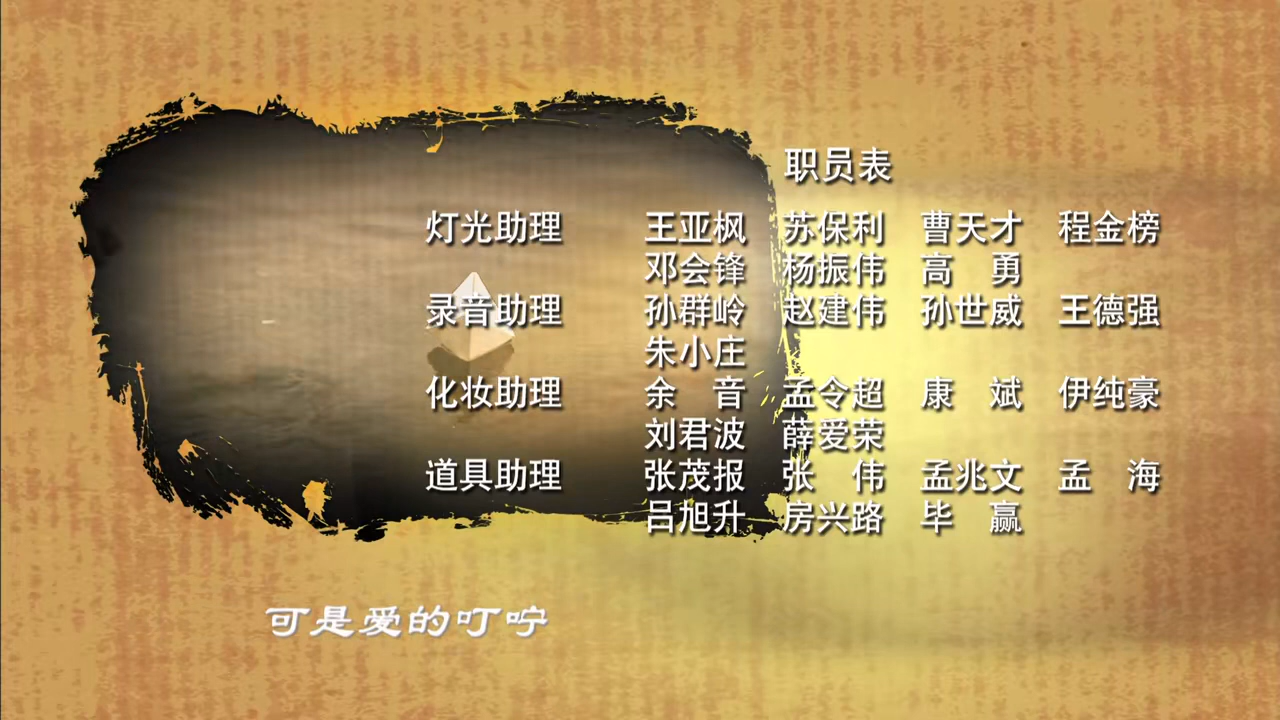 职员表
灯光助理 王亚枫 苏保利 曹天才 程金榜
邓会锋 杨振伟 高 勇
录音助理 孙群岭 赵建伟 孙世威 王德强
朱小庄
化妆助理 余 音 孟令超 康 斌 伊纯豪
刘君波 薛爱荣
道具助理 张茂报 张 伟 孟兆文 孟 海
吕旭升 房兴路 毕 赢
可是爱的叮咛